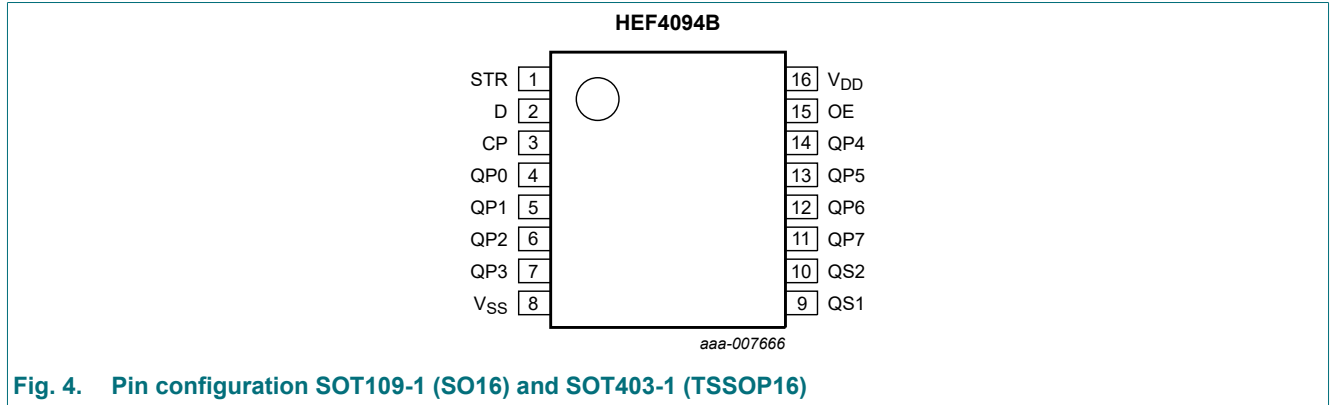 HEF4094B
STR 1 16 VDD
D 2 15 OE
CP 3 14 QP4
QP0 4 13 QP5
QP1 5 12 QP6
QP2 6 11 QP7
QP3 7 10 QS2
VSS 8 9 QS1
aaa-007666
Fig. 4. Pin configuration SOT109-1 (SO16) and SOT403-1 (TSSOP16)